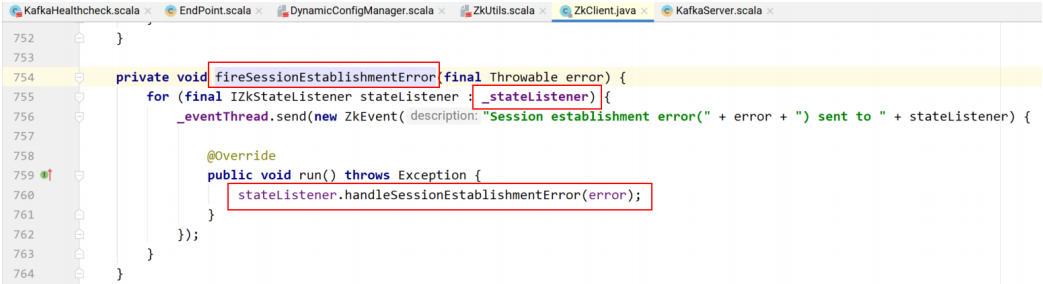 KafkaHealthcheck.scala × EndPoint.scala × DynamicConfigManager.scala × ZkUtils.scala × ZkClient.java × KafkaServer.scala ×
752 }
753
754 private void fireSessionEstablishmentError(final Throwable error) {
755 for (final IZkStateListener stateListener : _stateListener) {
756 _eventThread.send(new ZkEvent( description: "Session establishment error(" + error + ") sent to " + stateListener) {
757
758 @Override
759 public void run() throws Exception {
760 stateListener.handleSessionEstablishmentError(error);
761 }
762 });
763 }
764 }